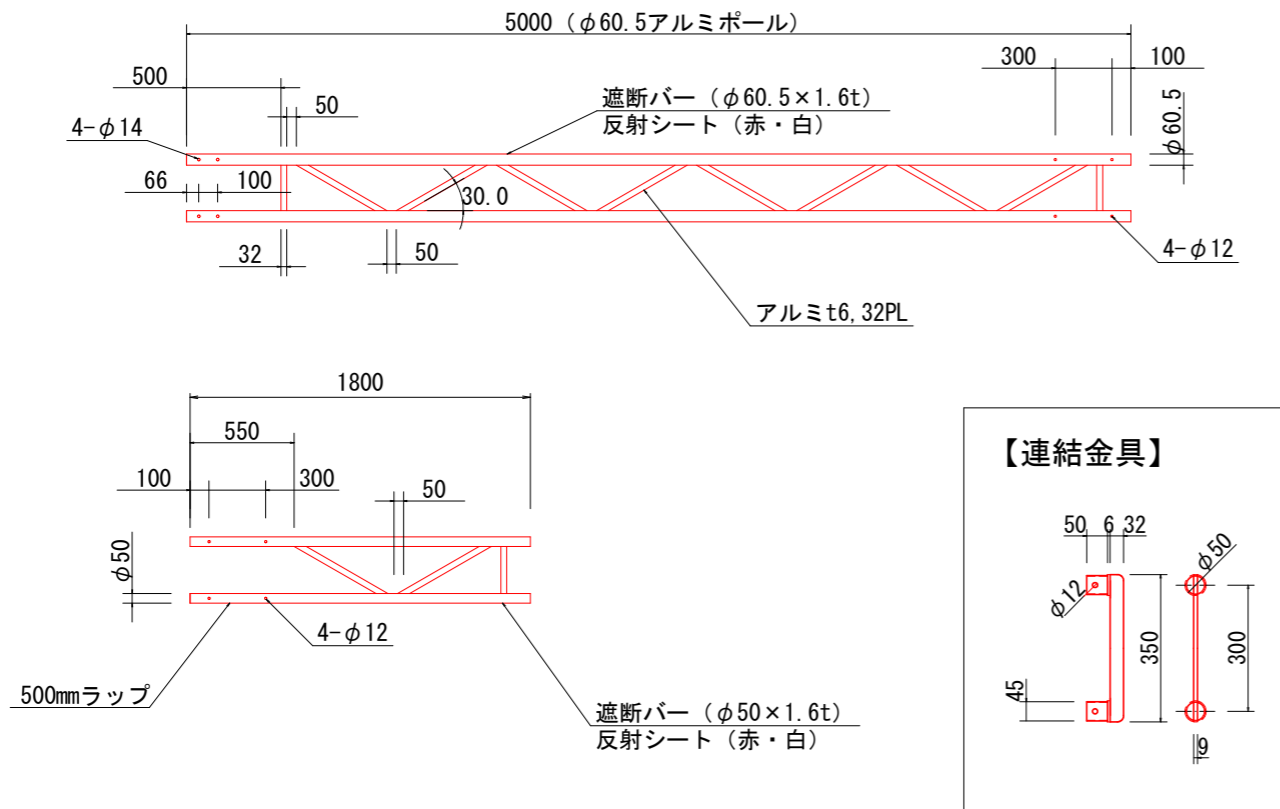 5000（φ60.5アルミポール）
500
300
100
50
遮断バー（φ60.5×1.6t）
反射シート（赤・白）
4-φ14
φ60.5
66
100
30.0
32
50
4-φ12
アルミt6,32PL
1800
550
100
300
50
φ50
4-φ12
500mmラップ
遮断バー（φ50×1.6t）
反射シート（赤・白）
【連結金具】
50
6
32
φ50
φ12
350
300
45
9